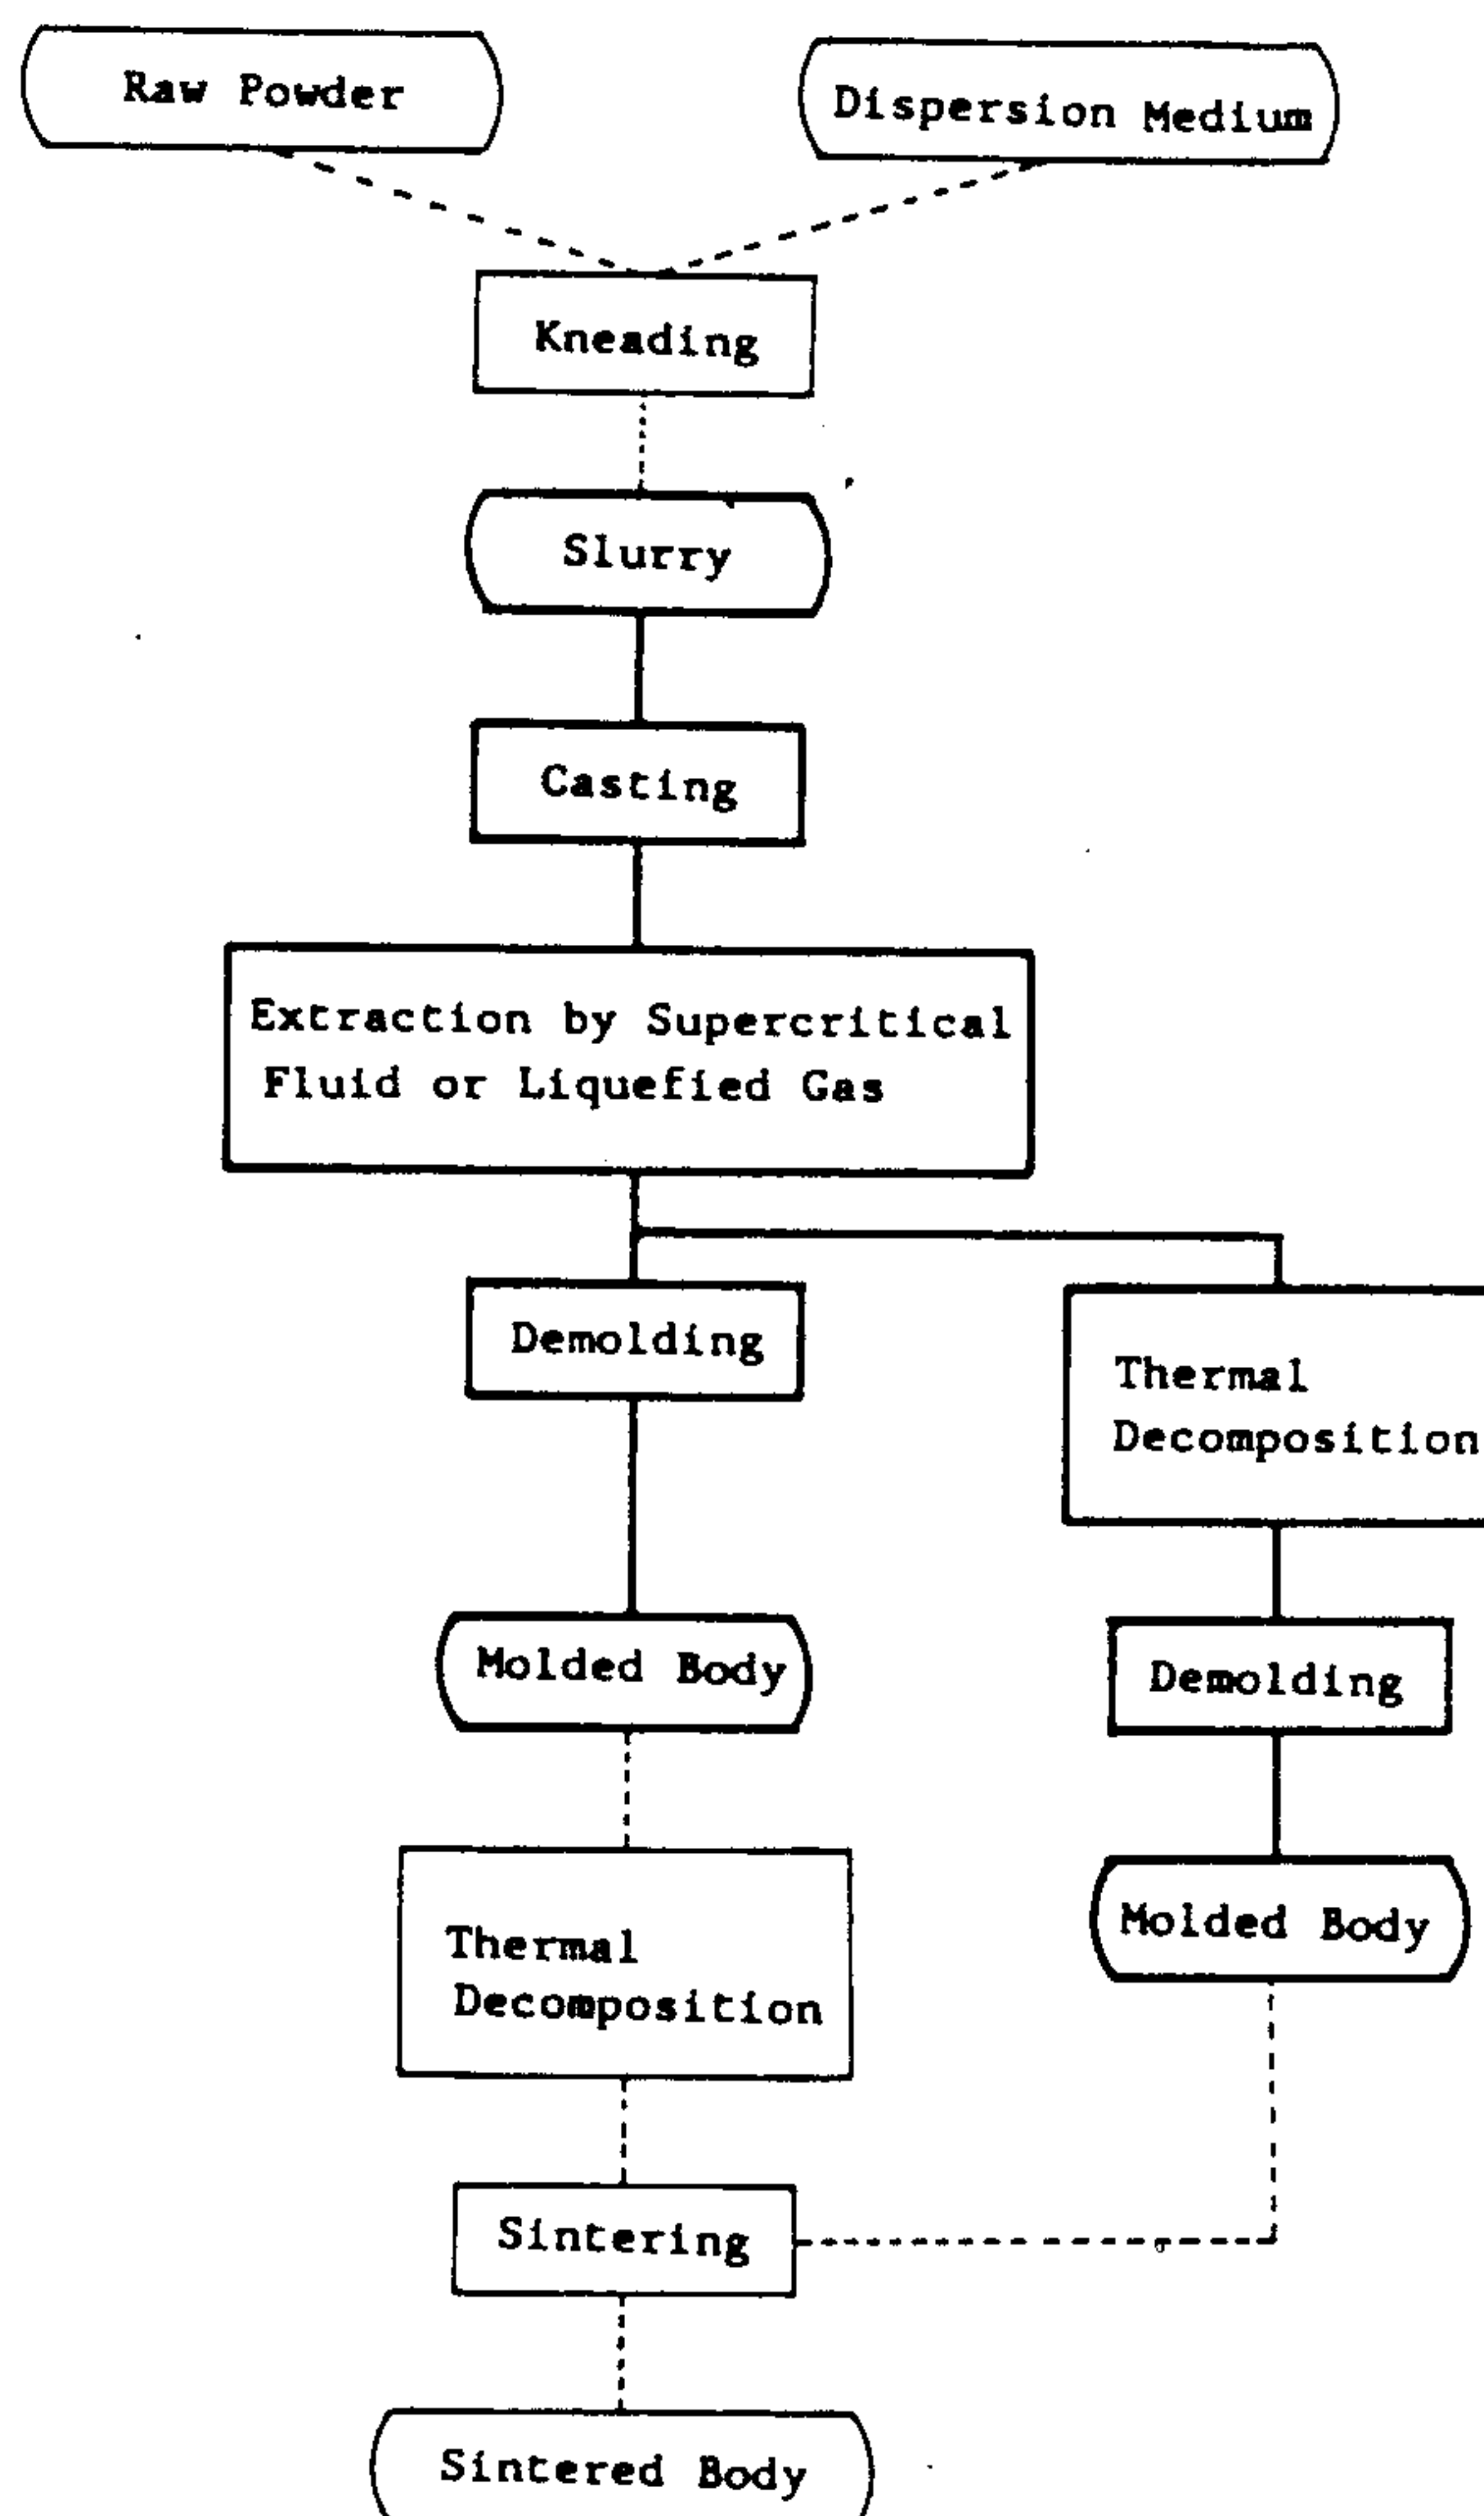 Raw Powder
Dispersion Medium
Kneading
Slurry
Casting
Extraction by Supercritical
Fluid or Liquefied Gas
Demolding
Thermal
Decomposition
Molded Body
Demolding
Thermal
Decomposition
Molded Body
Sintering
Sintered Body